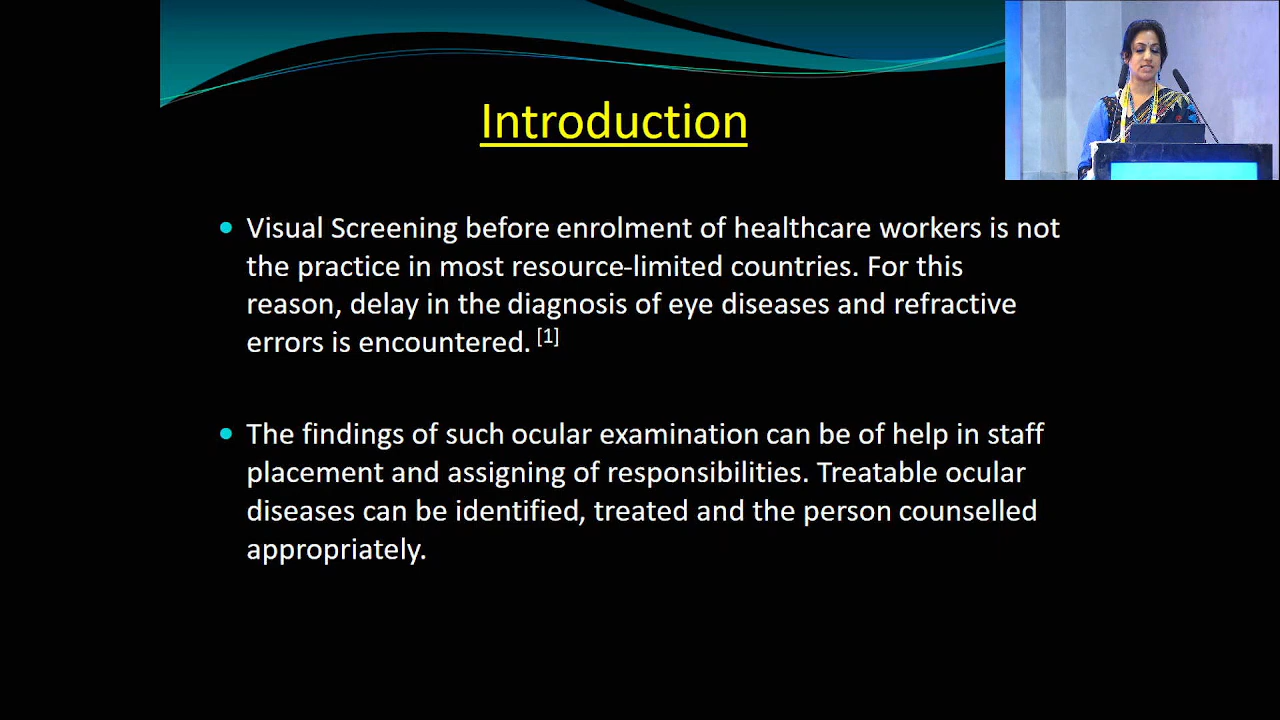 Introduction
Visual Screening before enrolment of healthcare workers is not
the practice in most resource-limited countries. For this
reason, delay in the diagnosis of eye diseases and refractive
errors is encountered. [1]
The findings of such ocular examination can be of help in staff
placement and assigning of responsibilities. Treatable ocular
diseases can be identified, treated and the person counselled
appropriately.